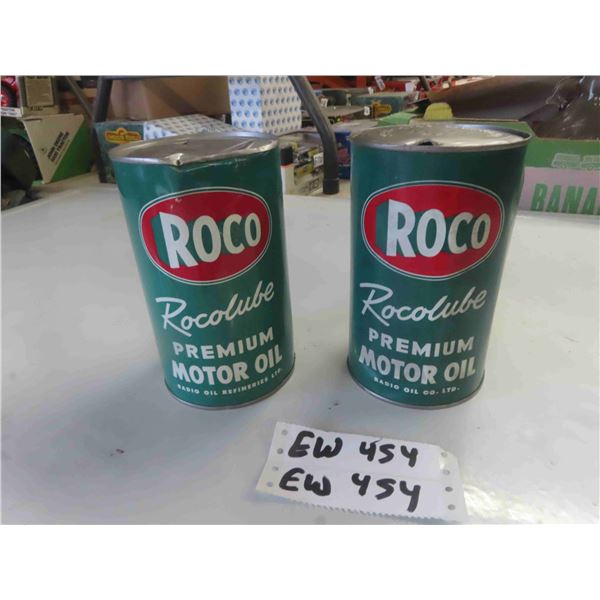 ROCO
Rocolube
PREMIUM
MOTOR OIL
RADIO OIL REFINERIES LTD.
ROCO
Rocolube
PREMIUM
MOTOR OIL
RADIO OIL CO. LTD.
BANA
EW 454
EW 454